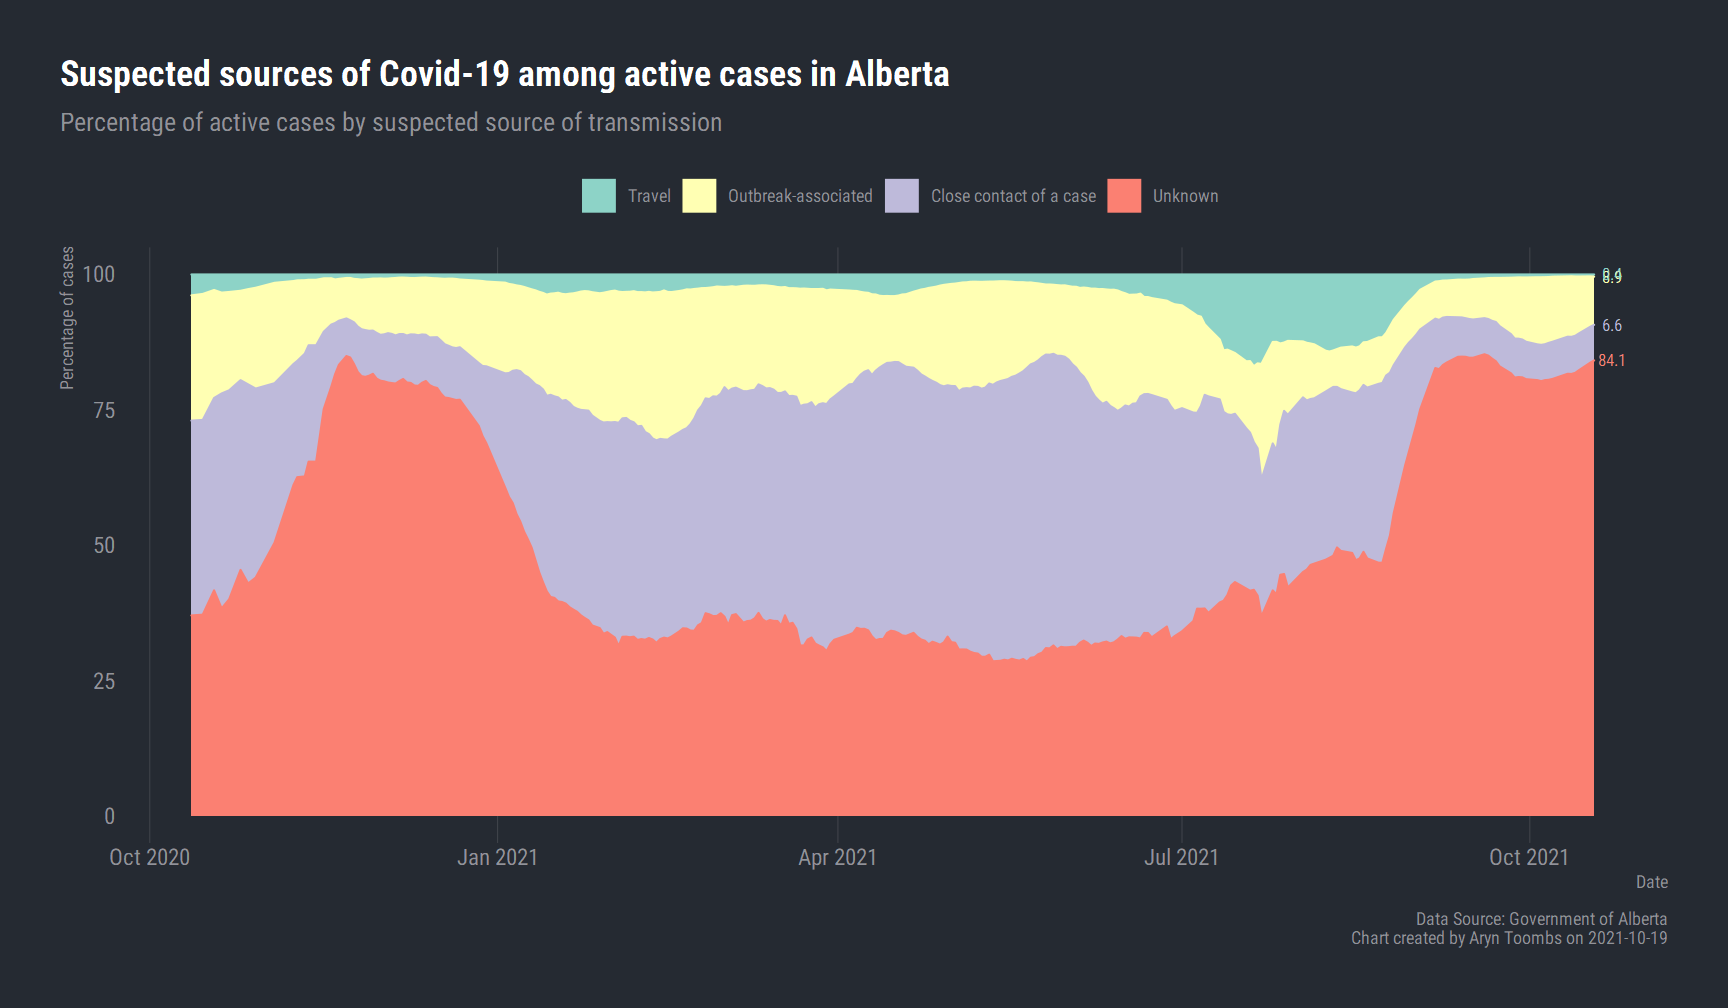 Suspected sources of Covid-19 among active cases in Alberta
Percentage of active cases by suspected source of transmission
Travel Outbreak-associated Close contact of a case Unknown
Percentage of cases
100
75
50
25
0
6.6
84.1
Oct 2020 Jan 2021 Apr 2021 Jul 2021 Oct 2021
Date
Data Source: Government of Alberta
Chart created by Aryn Toombs on 2021-10-19